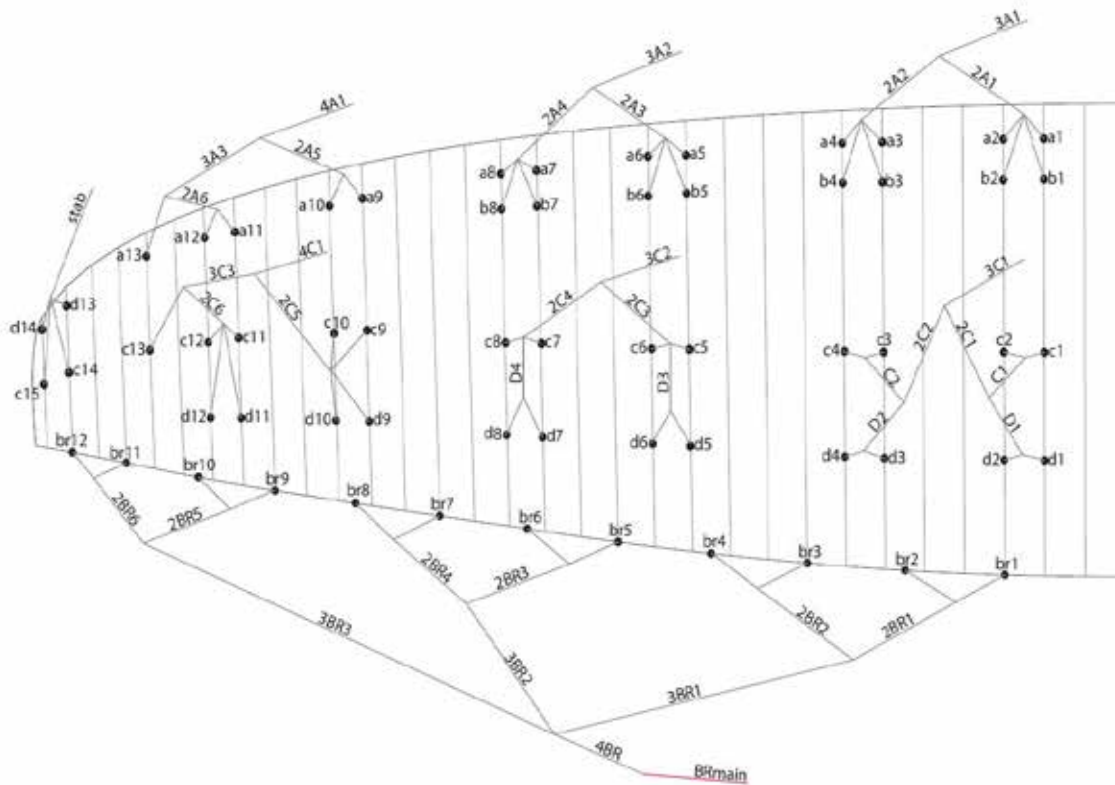 3A1
3A2
2A2
2A1
4A1
2A4
2A3
3A3
2A5
a4
a3
a2
a1
a6
a5
a8
a7
b4
b3
b2
b1
stab
2A6
a10
a9
b6
b5
b8
b7
a12
a11
a13
4C1
3C2
3C1
3C3
d13
2C6
2C5
2C4
2C3
2C2
2C1
d14
c13
c12
c11
c10
c9
c8
c7
c6
c5
c4
c3
c2
c1
c15
c14
D4
D3
C2
C1
d12
d11
d10
d9
D2
D1
d8
d7
d6
d5
d4
d3
d2
d1
br12
br11
br10
br9
br8
br7
br6
br5
br4
br3
br2
br1
2BR6
2BR5
2BR4
2BR3
2BR2
2BR1
3BR3
3BR2
3BR1
4BR
BRmain